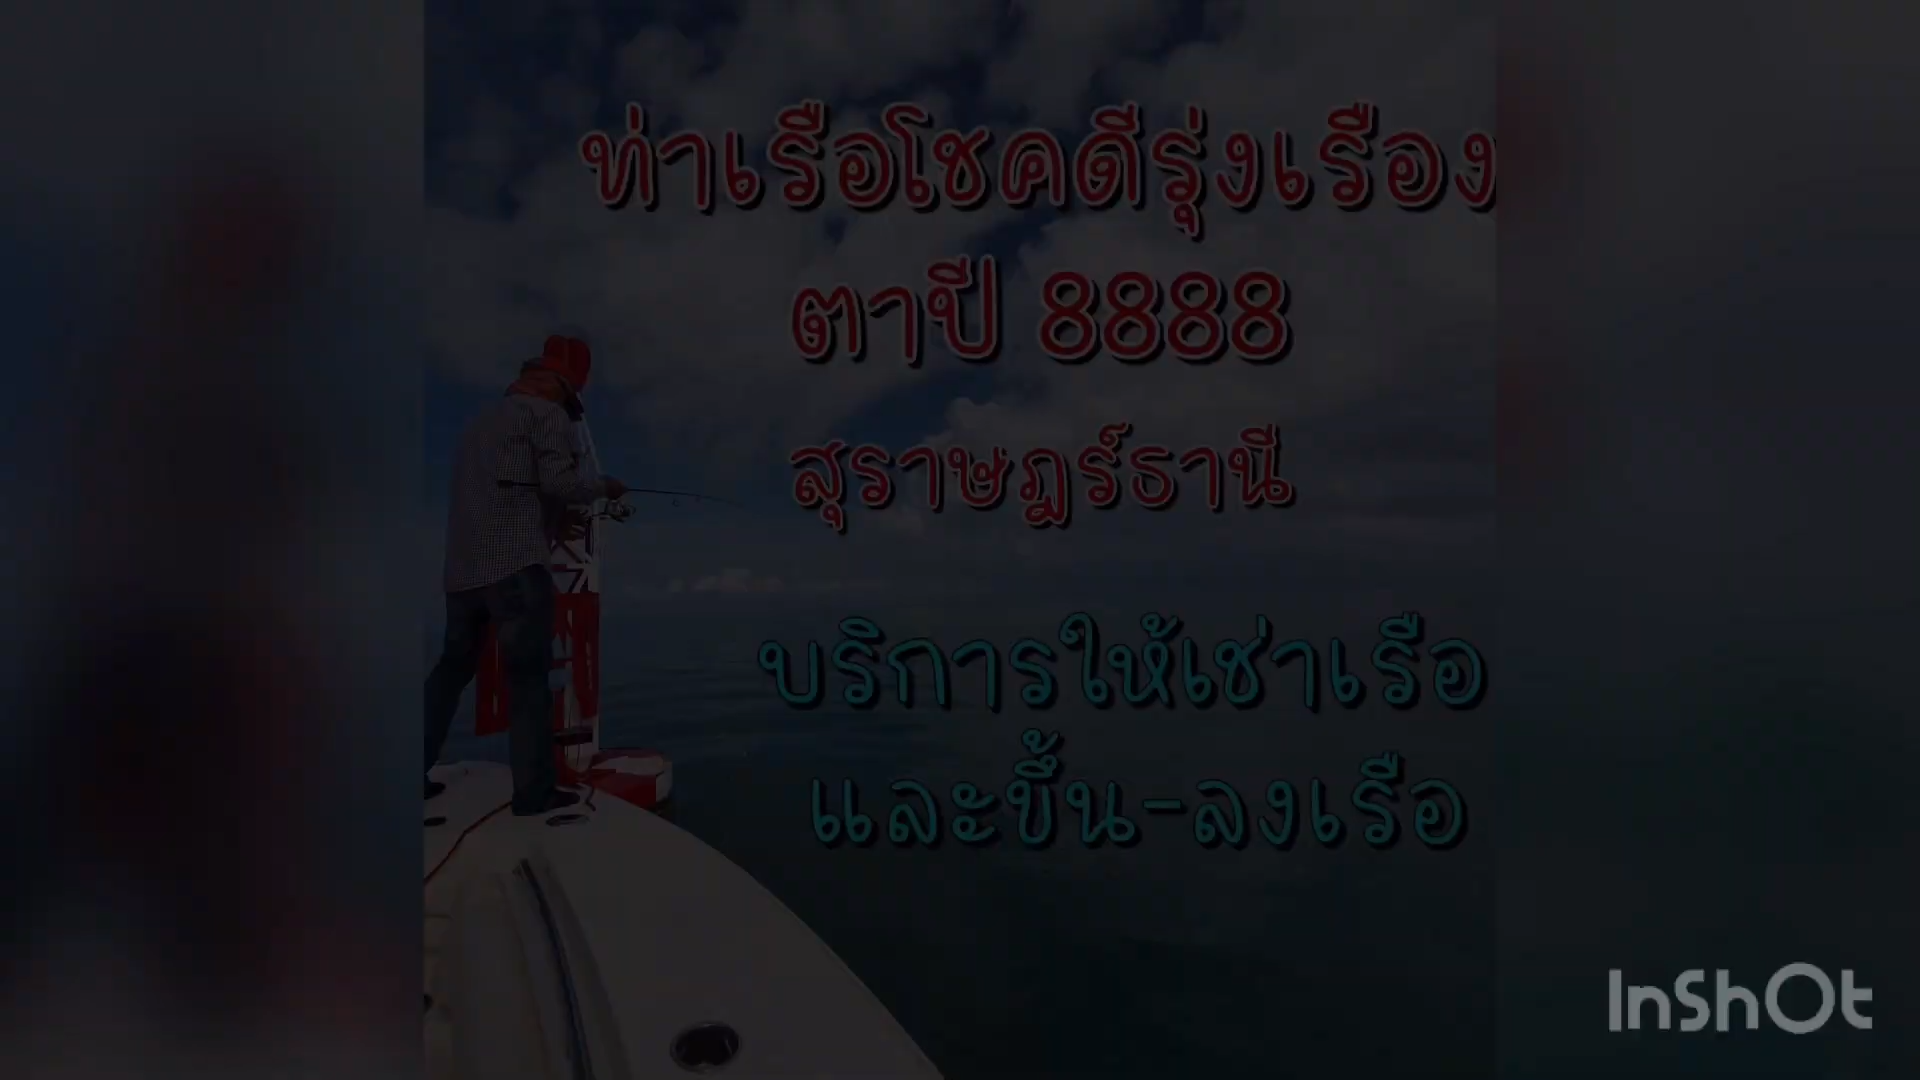 ท่าเรือโชคดีรุ่งเรือง
ตาปี 8888
สุราษฎร์ธานี
บริการให้เช่าเรือ
และขึ้น-ลงเรือ
InShOt